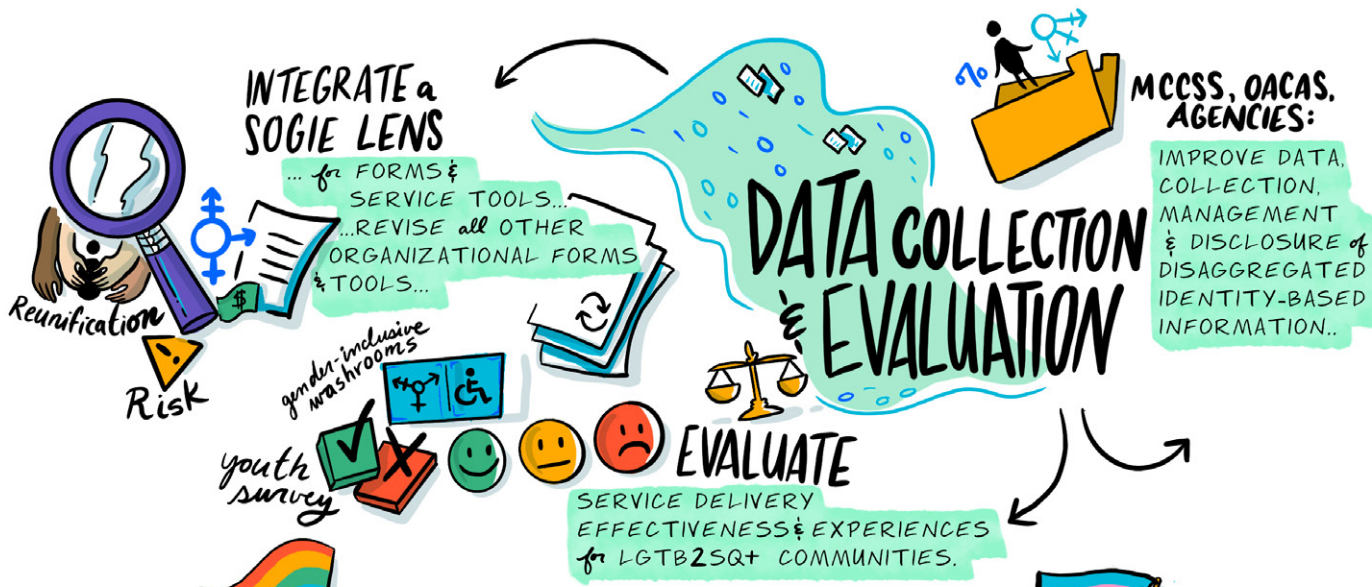 INTEGRATE a
SOGIE LENS
... for FORMS &
SERVICE TOOLS...
...REVISE all OTHER
ORGANIZATIONAL FORMS
& TOOLS...
$
Reunification
!
Risk
gender-inclusive
washrooms
youth
survey
DATA COLLECTION
& EVALUATION
%
MCCSS, OACAS,
AGENCIES:
IMPROVE DATA,
COLLECTION,
MANAGEMENT
& DISCLOSURE of
DISAGGREGATED
IDENTITY-BASED
INFORMATION..
EVALUATE
SERVICE DELIVERY
EFFECTIVENESS & EXPERIENCES
for LGTB2SQ+ COMMUNITIES.